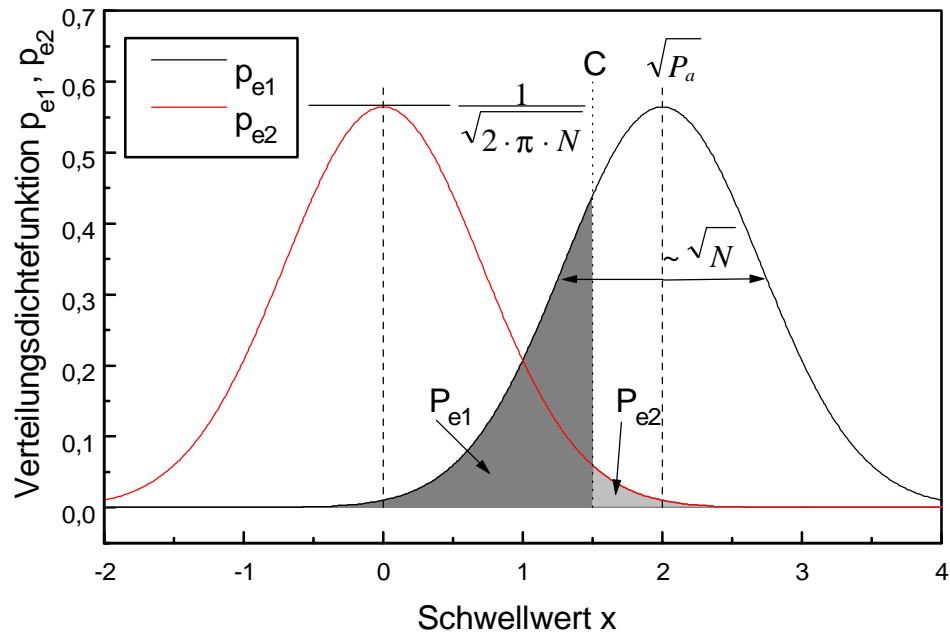 Verteilungsdichtefunktion p_e1, p_e2
0,7
0,6
0,5
0,4
0,3
0,2
0,1
0,0
p_e1
p_e2
1/√(2 · π · N)
C
√P_a
~ √N
P_e1
P_e2
-2
-1
0
1
2
3
4
Schwellwert x